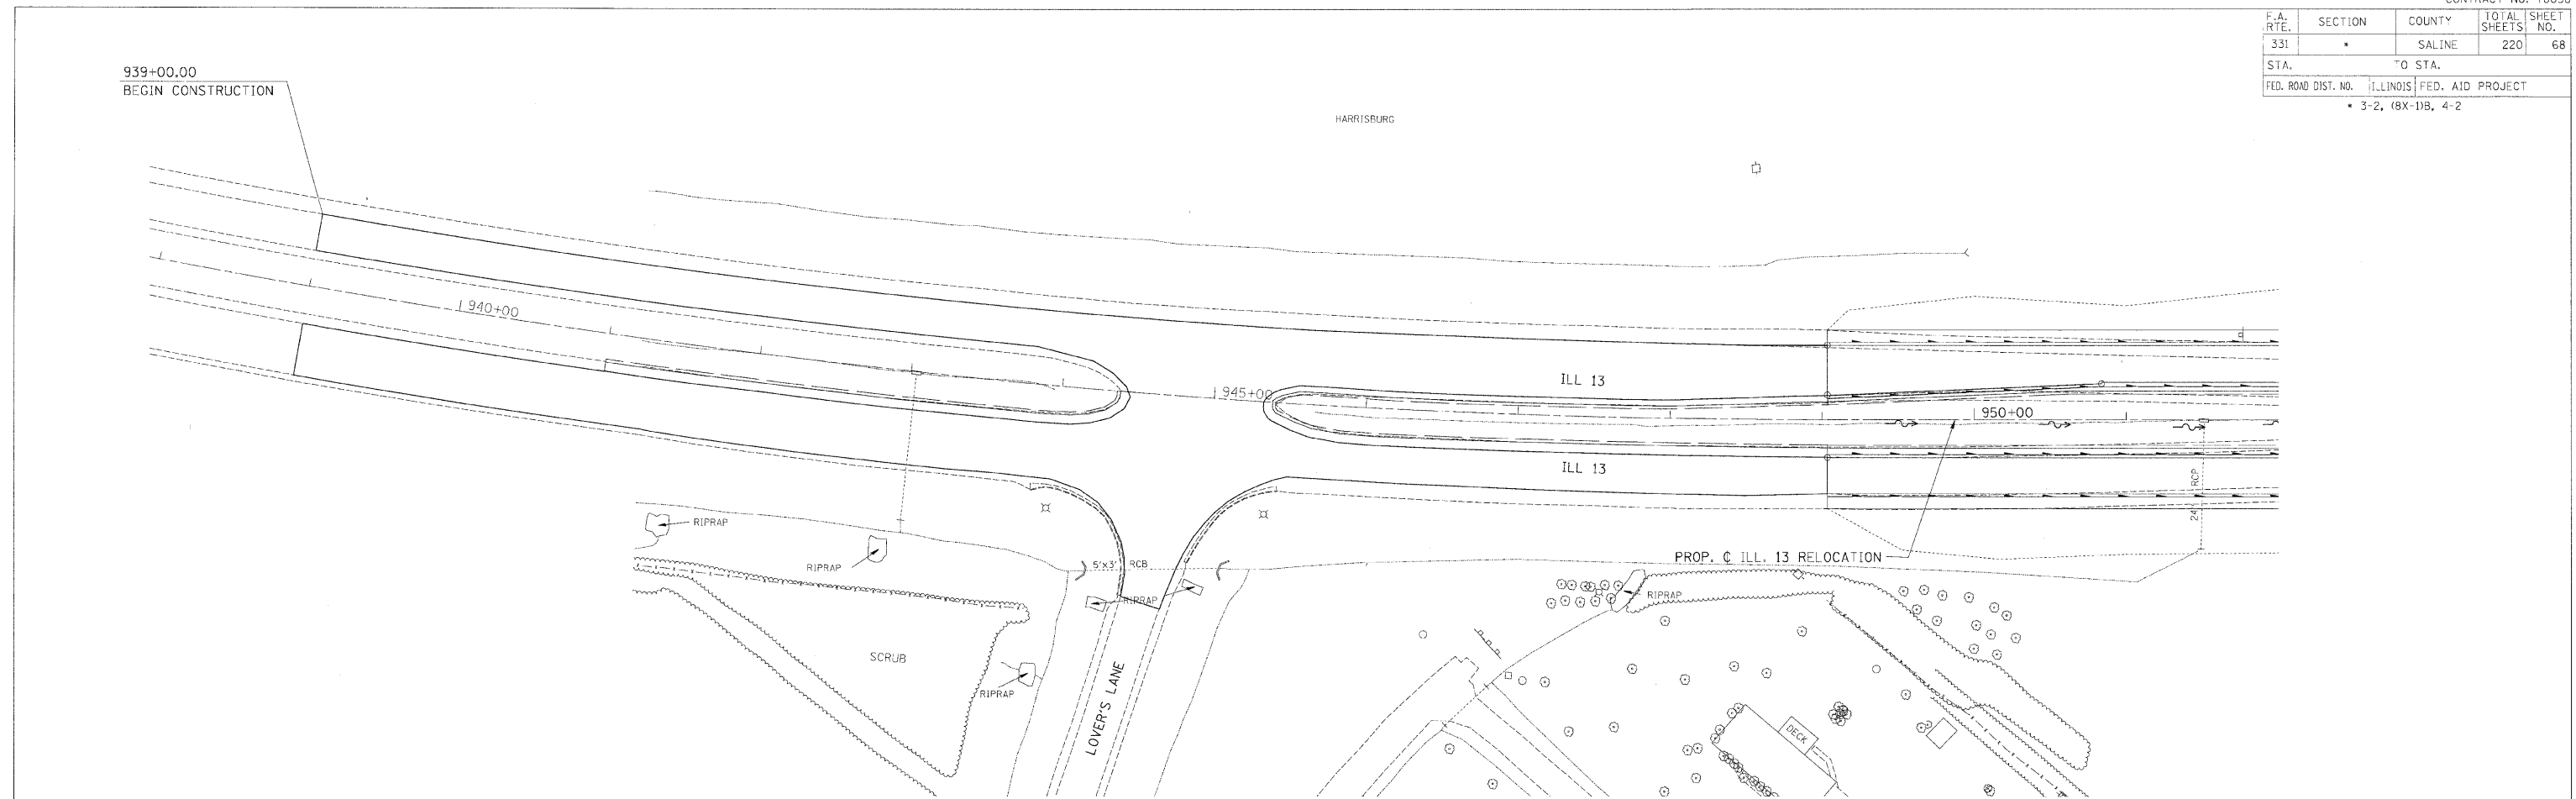 F.A. RTE. SECTION COUNTY TOTAL SHEETS SHEET NO.
331 * SALINE 220 68
STA. TO STA.
FED. ROAD DIST. NO. ILLINOIS FED. AID PROJECT
* 3-2, (8X-1)B, 4-2
939+00.00
BEGIN CONSTRUCTION
HARRISBURG
940+00
945+00
ILL 13
950+00
ILL 13
RCP
24
RIPRAP
RIPRAP
5'x3' RCB
PROP. ℄ ILL. 13 RELOCATION
RIPRAP
RIPRAP
SCRUB
RIPRAP
LOVER'S LANE
DECK